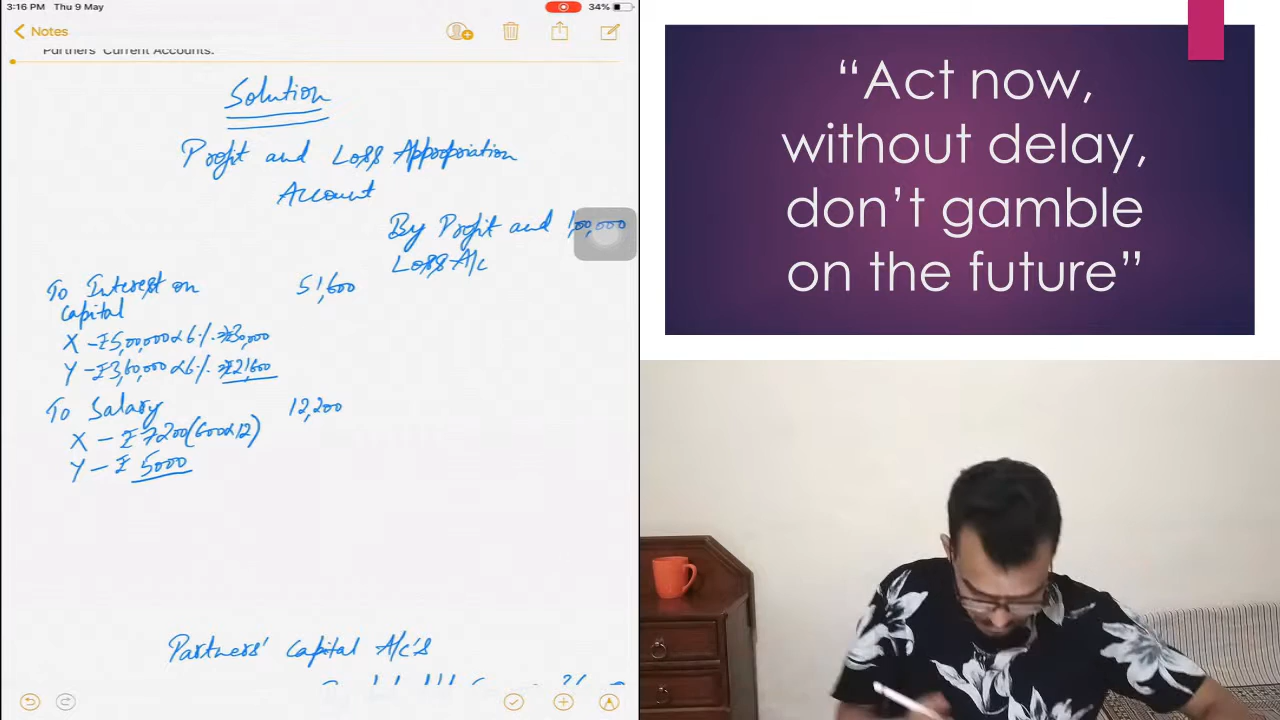 3:16 PM Thu 9 May
34%
Notes
Partners' Current Accounts.
Solution
Profit and Loss Appropriation
Account
By Profit and 1,00,000
Loss A/c
To Interest on 51,600
capital
X – ₹5,00,000×6%=₹30,000
Y – ₹3,60,000×6%=₹21,600
To Salary 12,200
X – ₹7200(600×12)
Y – ₹ 5000
Partners' Capital A/c's
“Act now,
without delay,
don’t gamble
on the future”